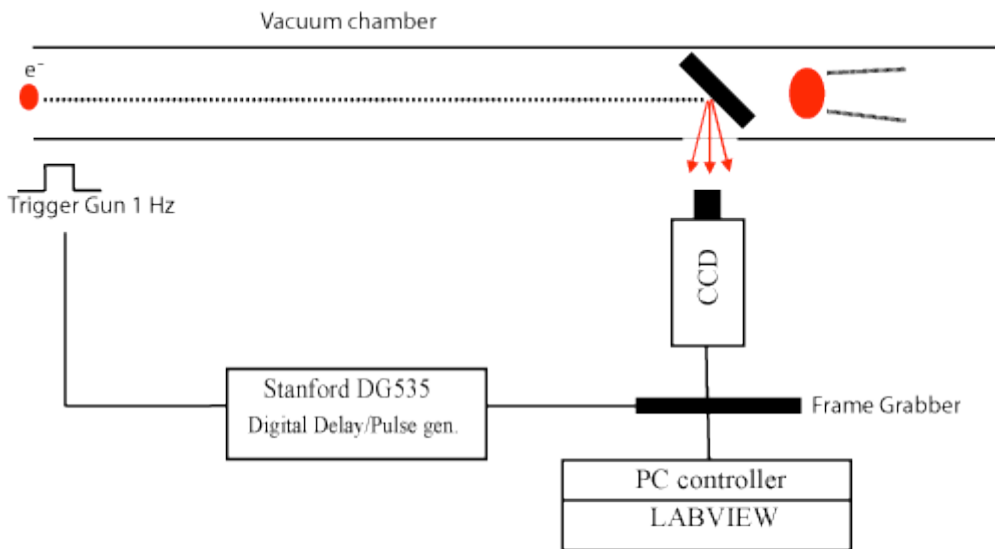 Vacuum chamber
e⁻
Trigger Gun 1 Hz
CCD
Stanford DG535
Digital Delay/Pulse gen.
Frame Grabber
PC controller
LABVIEW